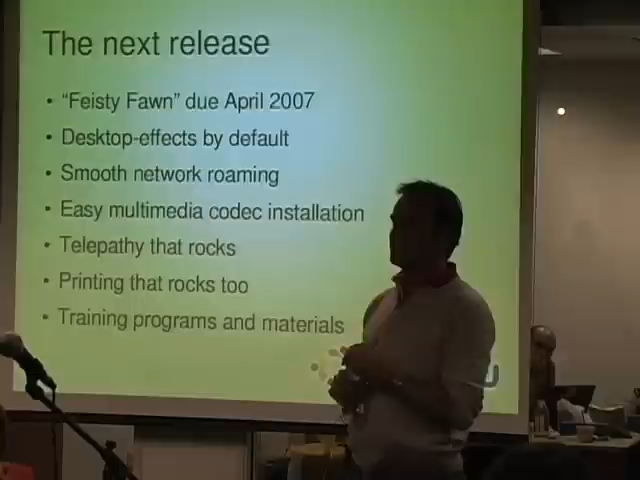 The next release
• “Feisty Fawn” due April 2007
• Desktop-effects by default
• Smooth network roaming
• Easy multimedia codec installation
• Telepathy that rocks
• Printing that rocks too
• Training programs and materials